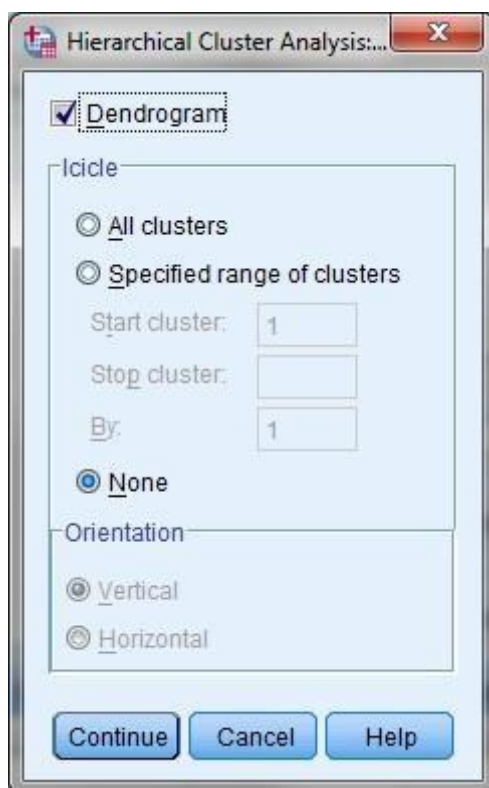 Hierarchical Cluster Analysis:...
Dendrogram
Icicle
All clusters
Specified range of clusters
Start cluster: 1
Stop cluster:
By: 1
None
Orientation
Vertical
Horizontal
Continue Cancel Help